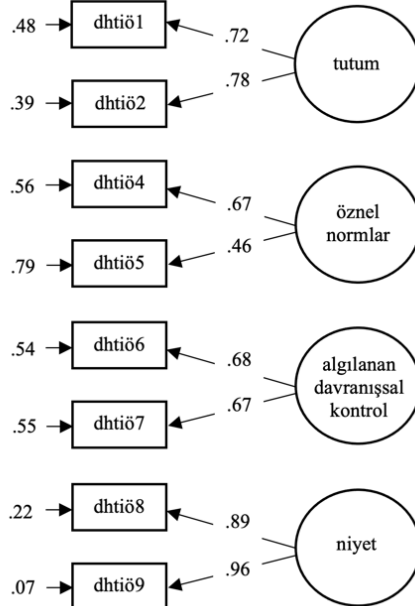 .48
dhtiö1
.72
tutum
.39
dhtiö2
.78
.56
dhtiö4
.67
öznel
normlar
.79
dhtiö5
.46
.54
dhtiö6
.68
algılanan
davranışsal
kontrol
.55
dhtiö7
.67
.22
dhtiö8
.89
niyet
.07
dhtiö9
.96